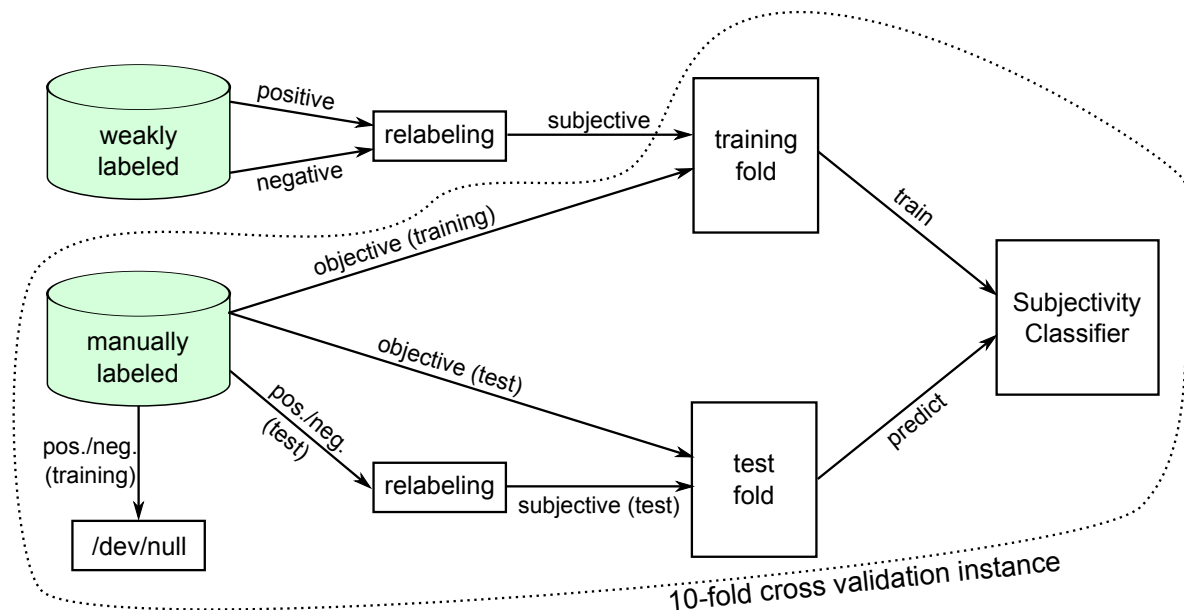 positive
weakly
labeled
negative
relabeling
subjective
training
fold
train
objective (training)
manually
labeled
objective (test)
Subjectivity
Classifier
pos./neg.
(test)
pos./neg.
(training)
predict
test
fold
relabeling
subjective (test)
/dev/null
10-fold cross validation instance